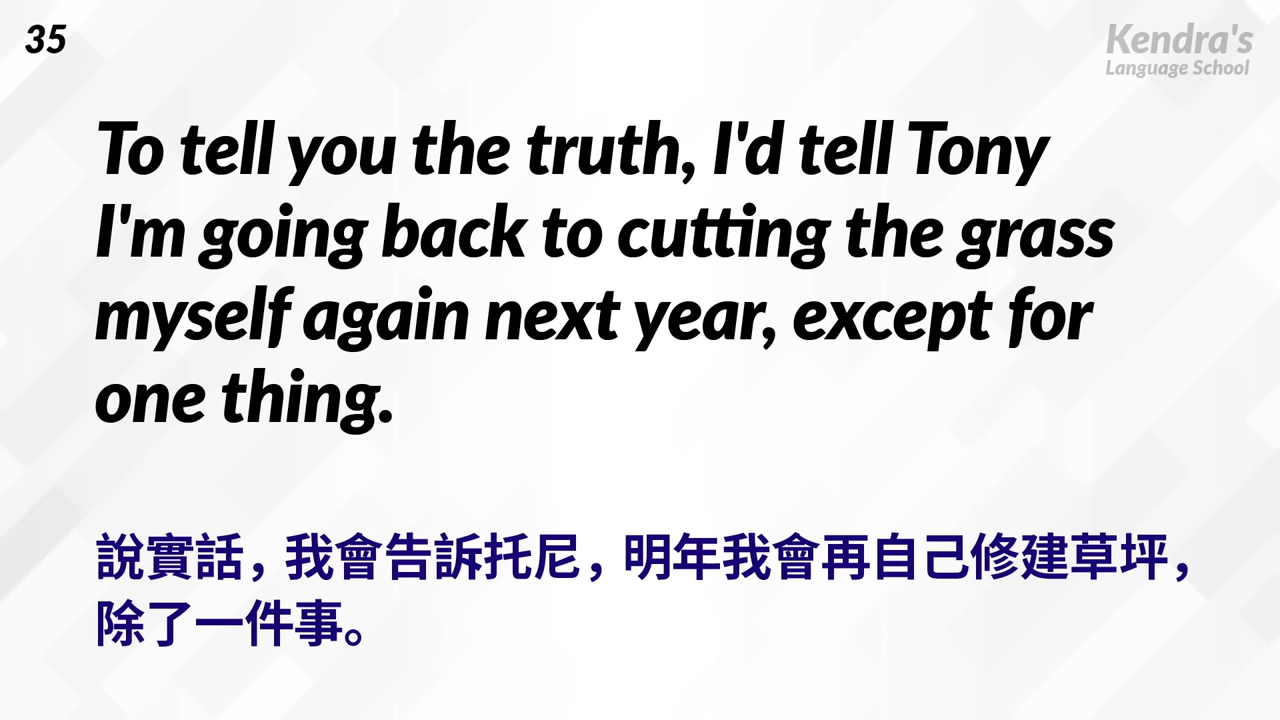 35
Kendra's
Language School
To tell you the truth, I'd tell Tony
I'm going back to cutting the grass
myself again next year, except for
one thing.
說實話，我會告訴托尼，明年我會再自己修建草坪，
除了一件事。